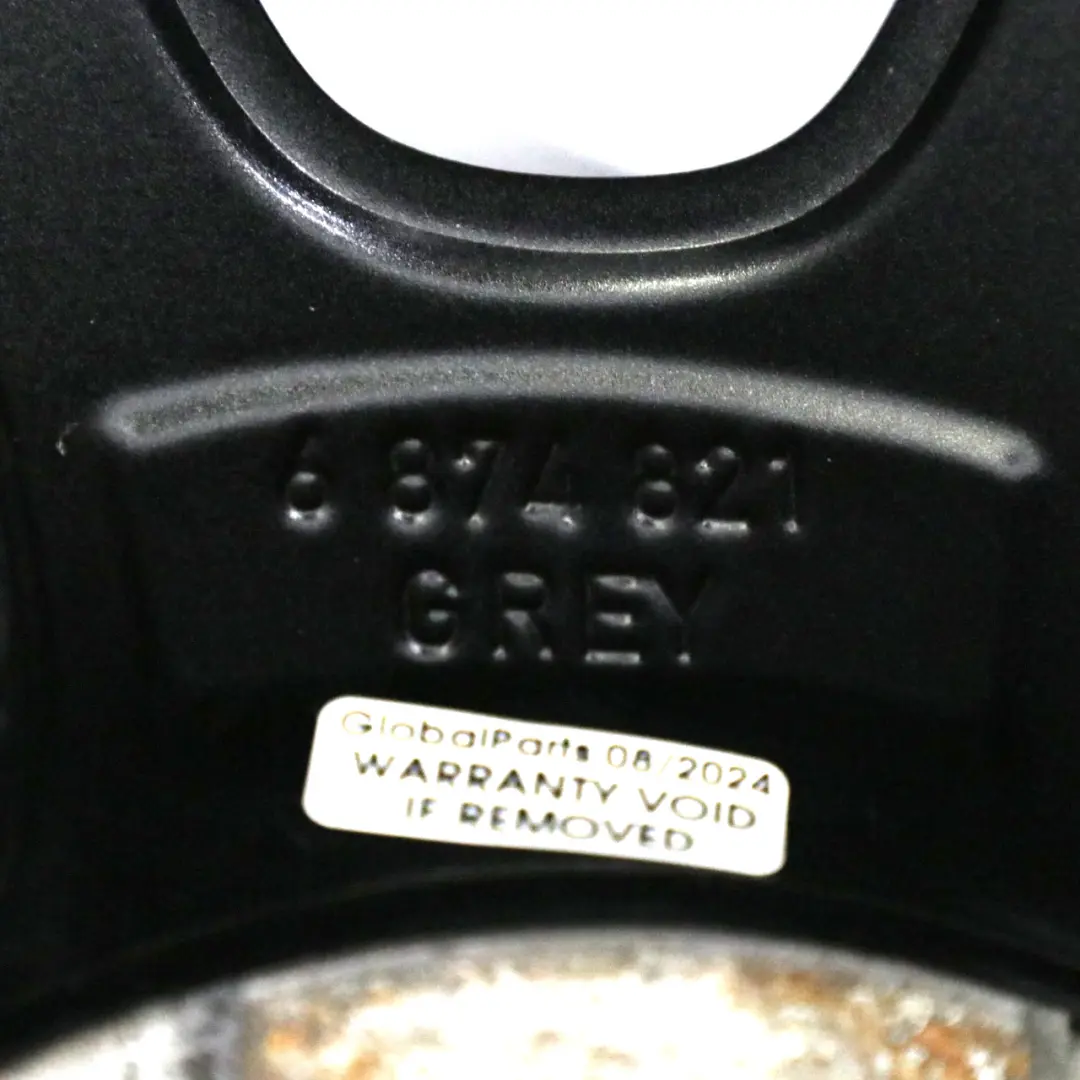 6 874 821
GREY
GlobalParts 08/2024
WARRANTY VOID
IF REMOVED